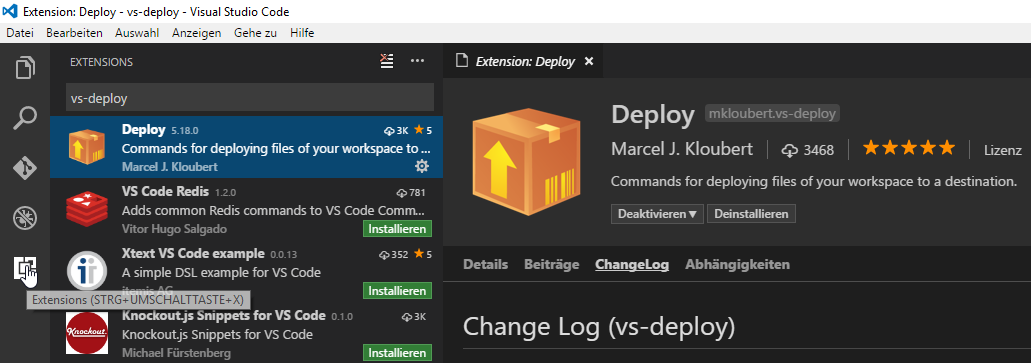 Extension: Deploy - vs-deploy - Visual Studio Code
Datei Bearbeiten Auswahl Anzeigen Gehe zu Hilfe
EXTENSIONS
vs-deploy
Deploy 5.18.0 3K ★ 5
Commands for deploying files of your workspace to ...
Marcel J. Kloubert
VS Code Redis 1.2.0 781
Adds common Redis commands to VS Code Comm...
Vitor Hugo Salgado Installieren
Xtext VS Code example 0.0.13 352 ★ 5
A simple DSL example for VS Code
itemis AG Installieren
Extensions (STRG+UMSCHALTTASTE+X)
Knockout.js Snippets for VS Code 0.1.0 3K
Knockout.js Snippets for VS Code
Michael Fürstenberg Installieren
Knockout.
Extension: Deploy ×
Deploy mkloubert.vs-deploy
Marcel J. Kloubert 3468 ★★★★★ Lizenz
Commands for deploying files of your workspace to a destination.
Deaktivieren ▾ Deinstallieren
Details Beiträge ChangeLog Abhängigkeiten
Change Log (vs-deploy)